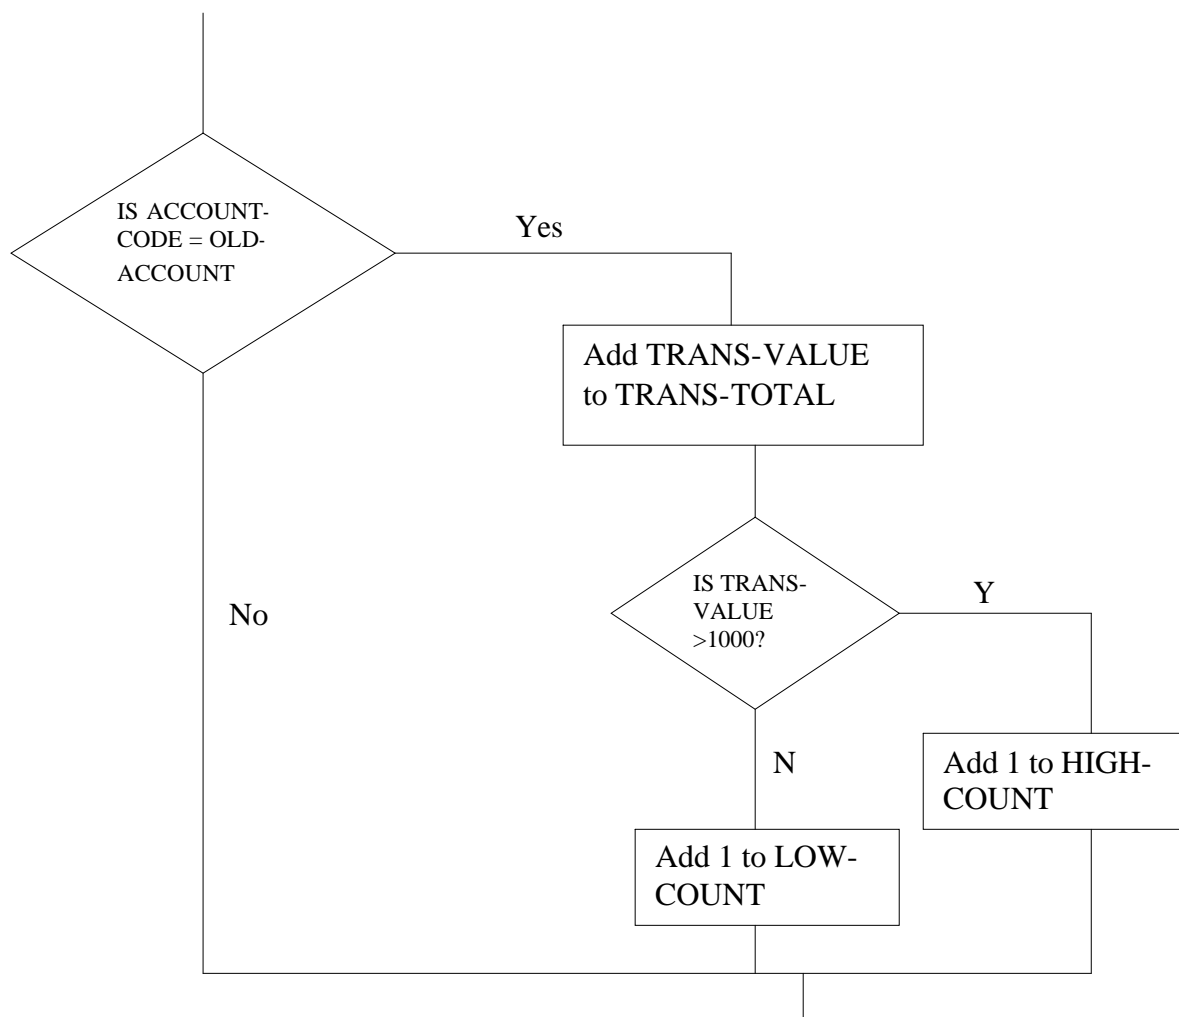 IS ACCOUNT-
CODE = OLD-
ACCOUNT
Yes
Add TRANS-VALUE
to TRANS-TOTAL
No
IS TRANS-
VALUE
>1000?
Y
N
Add 1 to HIGH-
COUNT
Add 1 to LOW-
COUNT